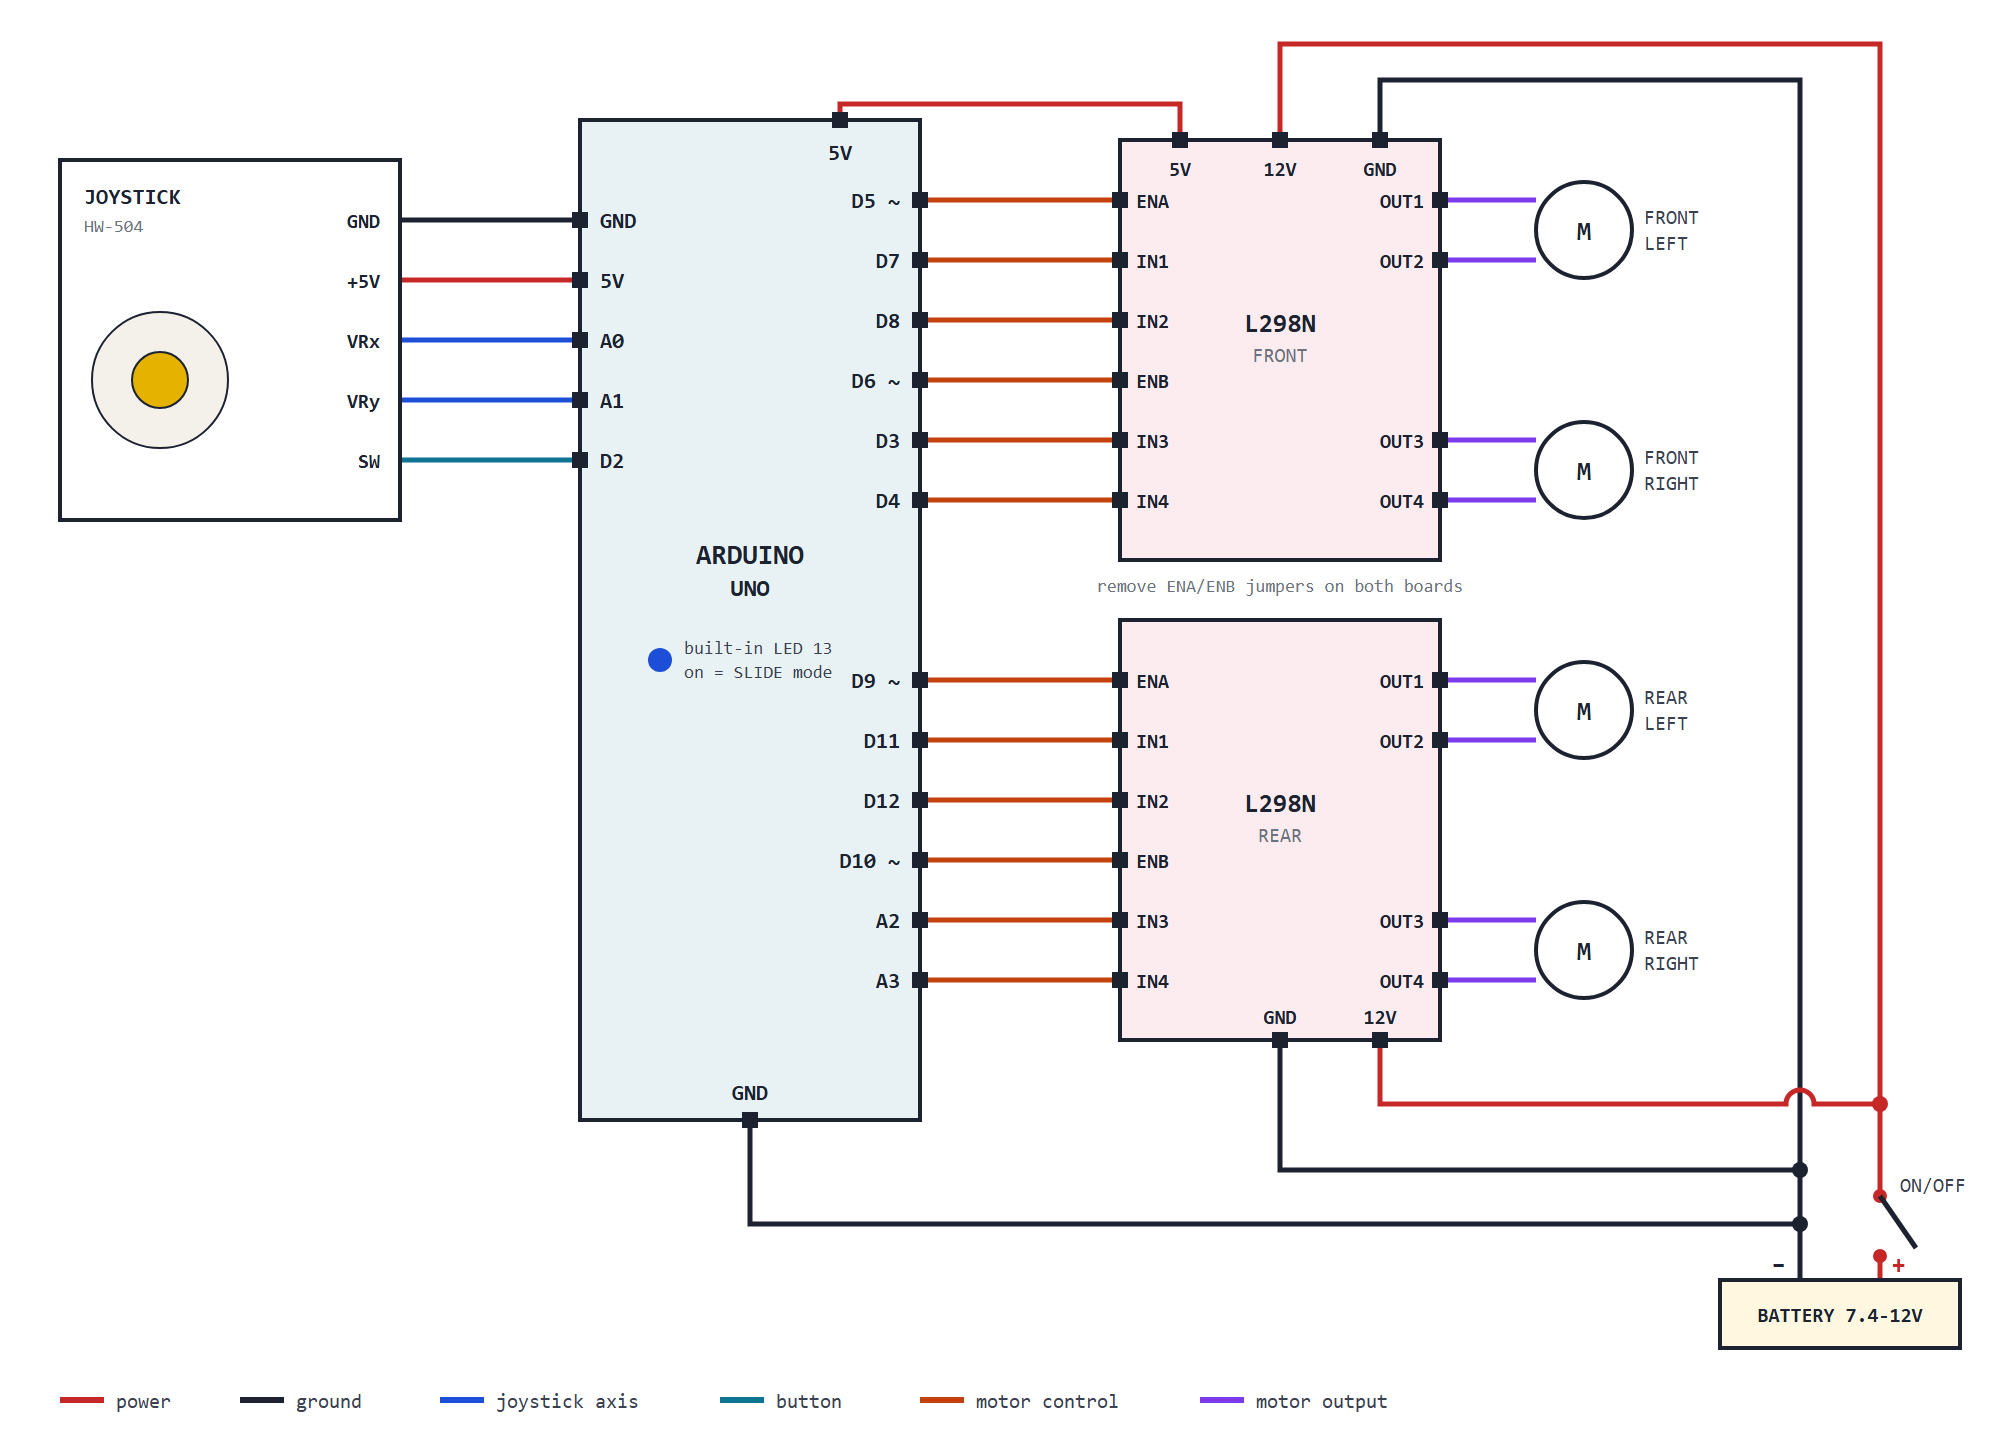 JOYSTICK
HW-504
GND
+5V
VRx
VRy
SW
5V
GND
5V
A0
A1
D2
D5 ~
D7
D8
D6 ~
D3
D4
ARDUINO
UNO
built-in LED 13
on = SLIDE mode
D9 ~
D11
D12
D10 ~
A2
A3
GND
5V
12V
GND
ENA
IN1
IN2
ENB
IN3
IN4
L298N
FRONT
OUT1
OUT2
OUT3
OUT4
M
FRONT
LEFT
M
FRONT
RIGHT
remove ENA/ENB jumpers on both boards
ENA
IN1
IN2
ENB
IN3
IN4
L298N
REAR
OUT1
OUT2
OUT3
OUT4
GND
12V
M
REAR
LEFT
M
REAR
RIGHT
ON/OFF
-
+
BATTERY 7.4-12V
power
ground
joystick axis
button
motor control
motor output